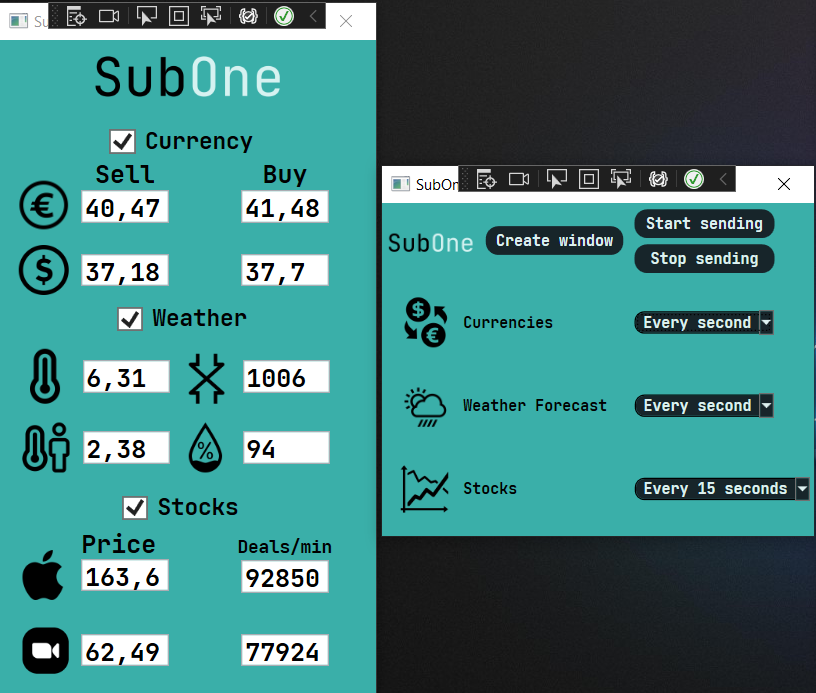 Su
SubOne
Currency
Sell Buy
€ 40,47 41,48
$ 37,18 37,7
Weather
6,31 1006
2,38 % 94
Stocks
Price Deals/min
163,6 92850
62,49 77924
SubOn
SubOne Create window
Start sending
Stop sending
$ € Currencies Every second
Weather Forecast Every second
Stocks Every 15 seconds